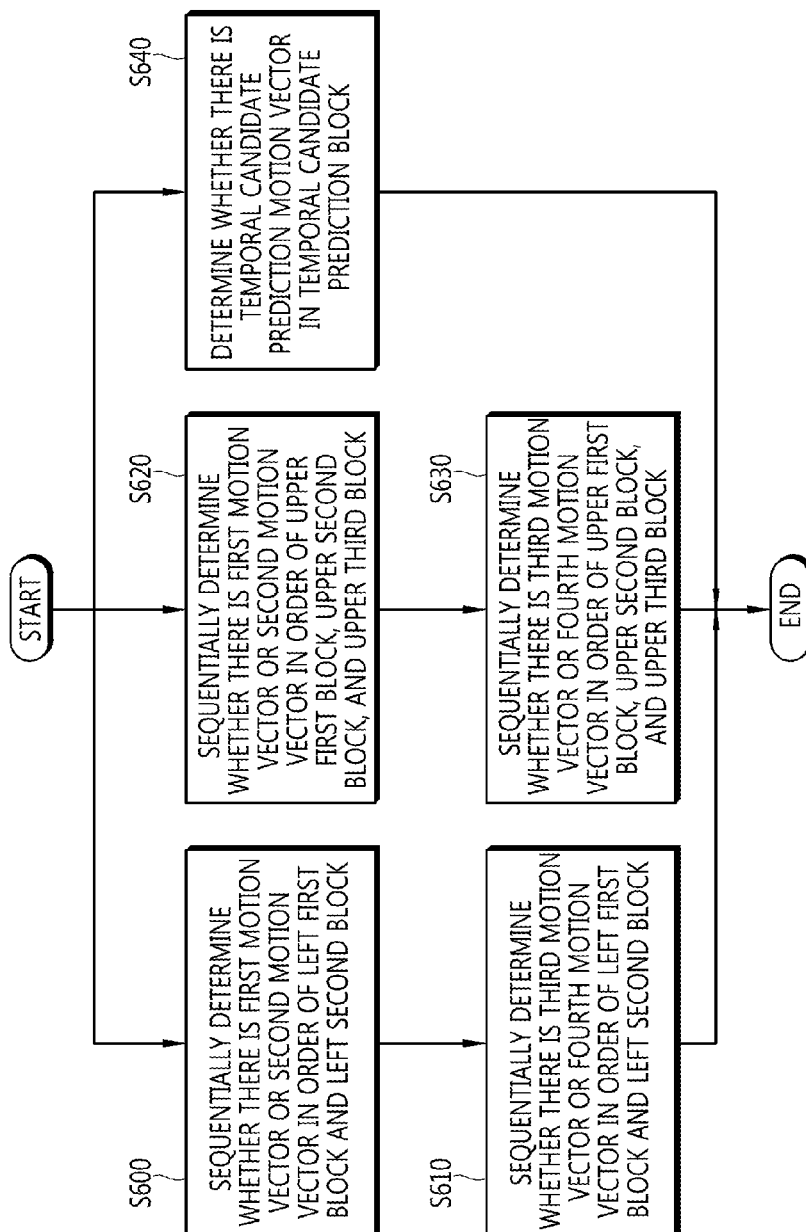 START
S600
SEQUENTIALLY DETERMINE
WHETHER THERE IS FIRST MOTION
VECTOR OR SECOND MOTION
VECTOR IN ORDER OF LEFT FIRST
BLOCK AND LEFT SECOND BLOCK
S610
SEQUENTIALLY DETERMINE
WHETHER THERE IS THIRD MOTION
VECTOR OR FOURTH MOTION
VECTOR IN ORDER OF LEFT FIRST
BLOCK AND LEFT SECOND BLOCK
S620
SEQUENTIALLY DETERMINE
WHETHER THERE IS FIRST MOTION
VECTOR OR SECOND MOTION
VECTOR IN ORDER OF UPPER
FIRST BLOCK, UPPER SECOND
BLOCK, AND UPPER THIRD BLOCK
S630
SEQUENTIALLY DETERMINE
WHETHER THERE IS THIRD MOTION
VECTOR OR FOURTH MOTION
VECTOR IN ORDER OF UPPER FIRST
BLOCK, UPPER SECOND BLOCK,
AND UPPER THIRD BLOCK
S640
DETERMINE WHETHER THERE IS
TEMPORAL CANDIDATE
PREDICTION MOTION VECTOR
IN TEMPORAL CANDIDATE
PREDICTION BLOCK
END